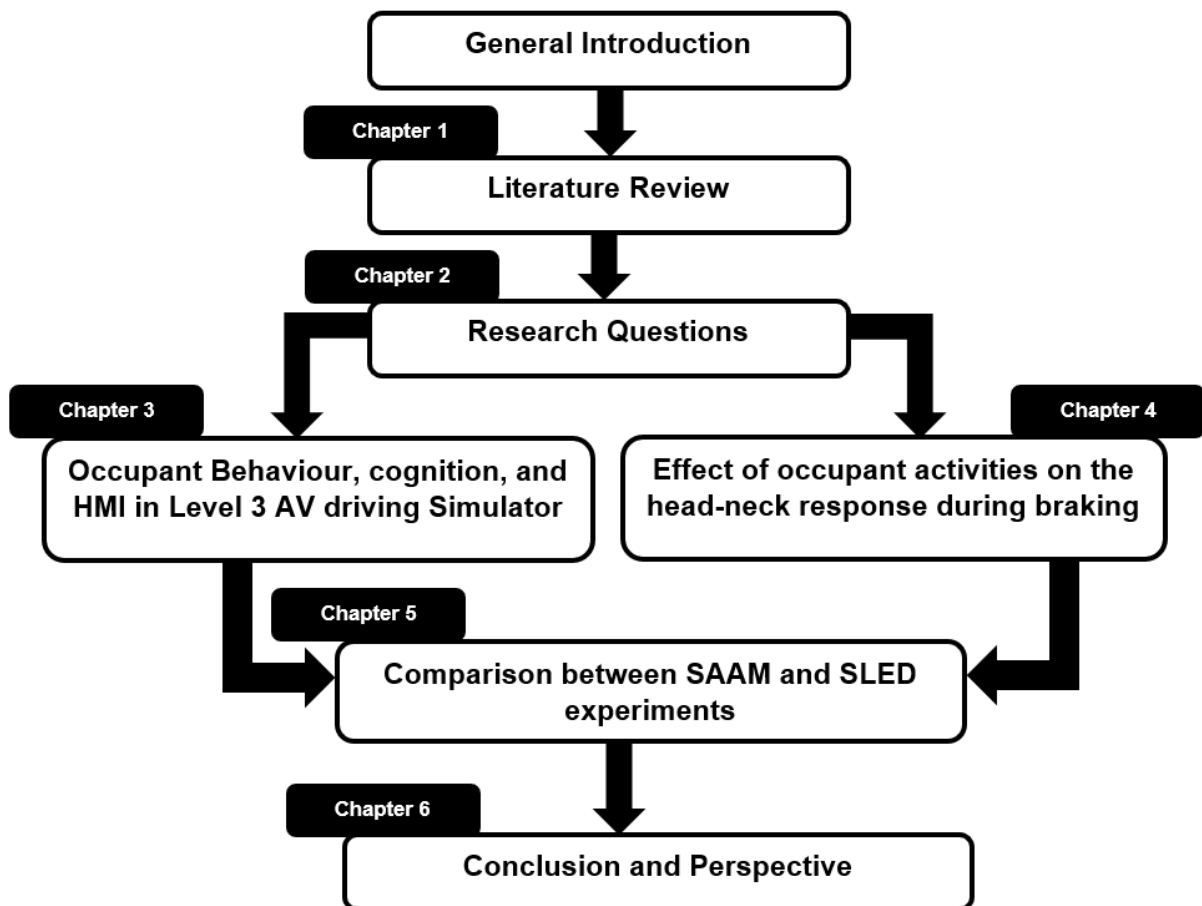 General Introduction
Chapter 1
Literature Review
Chapter 2
Research Questions
Chapter 3
Occupant Behaviour, cognition, and
HMI in Level 3 AV driving Simulator
Chapter 4
Effect of occupant activities on the
head-neck response during braking
Chapter 5
Comparison between SAAM and SLED
experiments
Chapter 6
Conclusion and Perspective